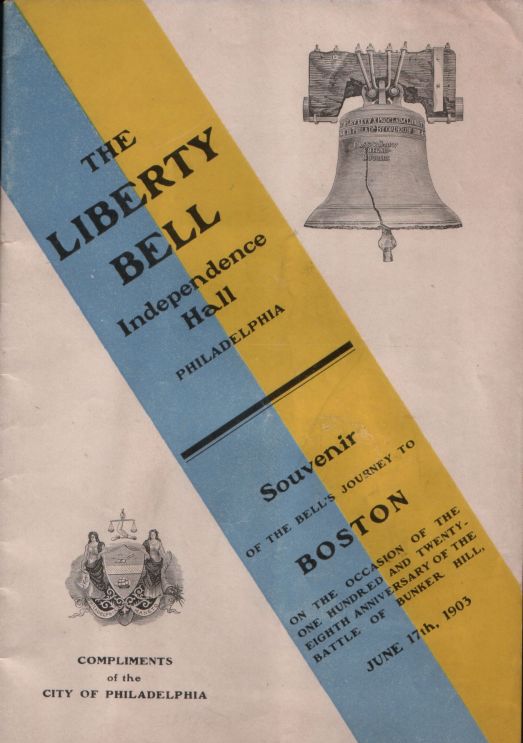 THE
LIBERTY
BELL
Independence
Hall
PHILADELPHIA
Souvenir
OF THE BELL'S JOURNEY TO
BOSTON
ON THE OCCASION OF THE
ONE HUNDRED AND TWENTY-
EIGHTH ANNIVERSARY OF THE
BATTLE OF BUNKER HILL,
JUNE 17th, 1903
COMPLIMENTS
of the
CITY OF PHILADELPHIA